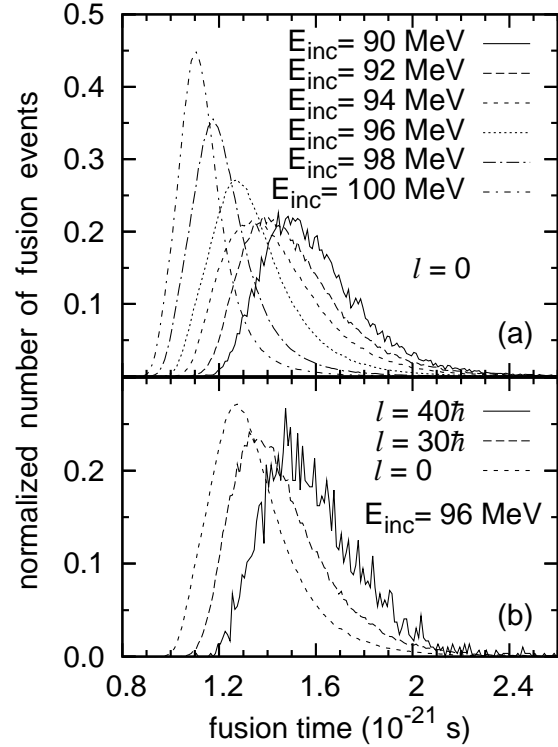 normalized number of fusion events
0.5
0.4
0.3
0.2
0.1
E_inc= 90 MeV
E_inc= 92 MeV
E_inc= 94 MeV
E_inc= 96 MeV
E_inc= 98 MeV
E_inc= 100 MeV
l = 0
(a)
0.2
0.1
0.0
l = 40ħ
l = 30ħ
l = 0
E_inc= 96 MeV
(b)
0.8 1.2 1.6 2 2.4
fusion time (10^-21 s)